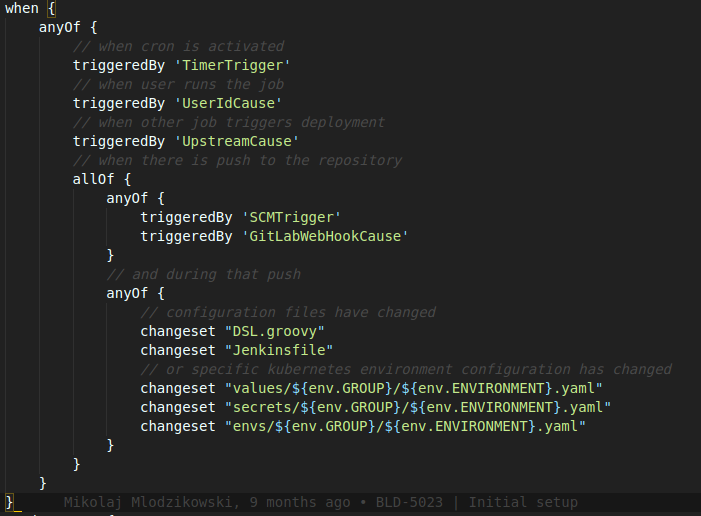 when {
anyOf {
// when cron is activated
triggeredBy 'TimerTrigger'
// when user runs the job
triggeredBy 'UserIdCause'
// when other job triggers deployment
triggeredBy 'UpstreamCause'
// when there is push to the repository
allOf {
anyOf {
triggeredBy 'SCMTrigger'
triggeredBy 'GitLabWebHookCause'
}
// and during that push
anyOf {
// configuration files have changed
changeset "DSL.groovy"
changeset "Jenkinsfile"
// or specific kubernetes environment configuration has changed
changeset "values/${env.GROUP}/${env.ENVIRONMENT}.yaml"
changeset "secrets/${env.GROUP}/${env.ENVIRONMENT}.yaml"
changeset "envs/${env.GROUP}/${env.ENVIRONMENT}.yaml"
}
}
}
} Mikolaj Mlodzikowski, 9 months ago • BLD-5023 | Initial setup